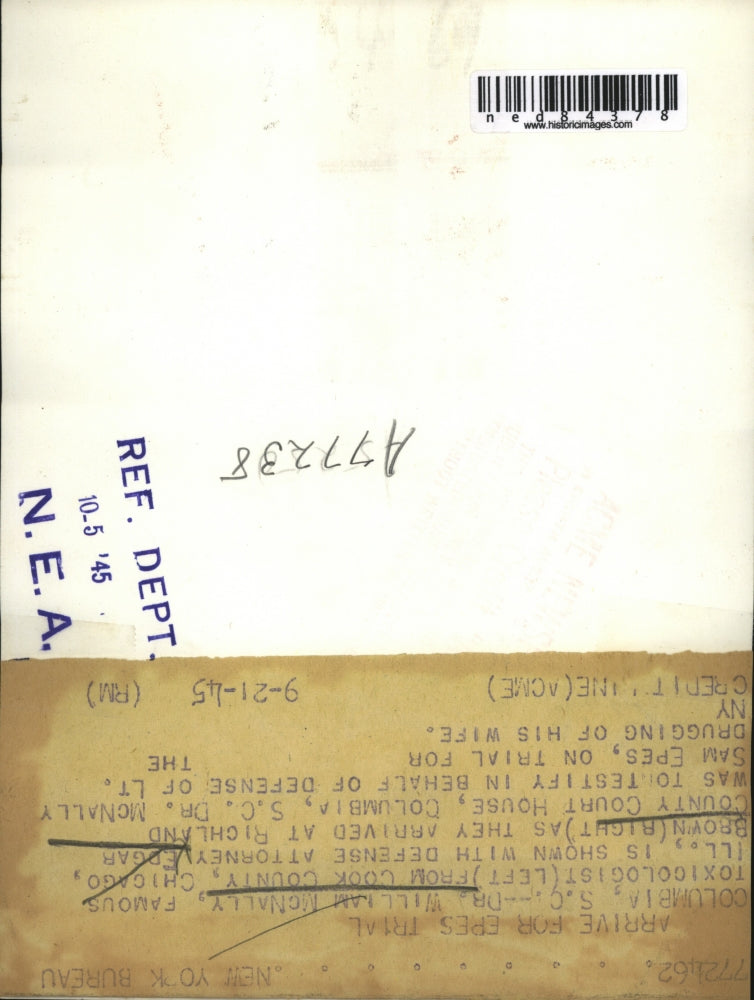 ned84378
www.historicimages.com
A77238
REF. DEPT.
10-5 '45
N.E.A.
772462. . . . . . . . NEW YORK BUREAU
ARRIVE FOR EPES TRIAL
COLUMBIA, S.C.--DR. WILLIAM MCNALLY, FAMOUS
TOXICOLOGIST(LEFT)FROM COOK COUNTY, CHICAGO,
ILL., IS SHOWN WITH DEFENSE ATTORNEY EDGAR
BROWN(RIGHT)AS THEY ARRIVED AT RICHLAND
COUNTY COURT HOUSE, COLUMBIA, S.C. DR. MCNALLY
WAS TO TESTIFY IN BEHALF OF DEFENSE OF LT.
SAM EPES, ON TRIAL FOR THE
DRUGGING OF HIS WIFE.
NY
CREDIT LINE(ACME) 9-21-45 (RM)